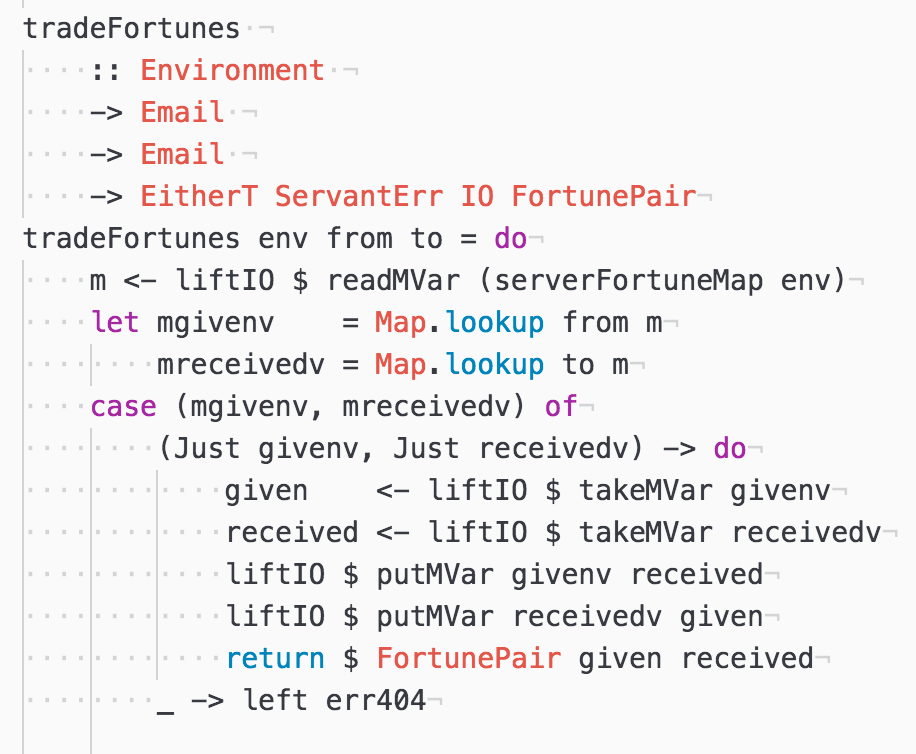 tradeFortunes
    :: Environment
    -> Email
    -> Email
    -> EitherT ServantErr IO FortunePair
tradeFortunes env from to = do
    m <- liftIO $ readMVar (serverFortuneMap env)
    let mgivenv    = Map.lookup from m
        mreceivedv = Map.lookup to m
    case (mgivenv, mreceivedv) of
        (Just givenv, Just receivedv) -> do
            given    <- liftIO $ takeMVar givenv
            received <- liftIO $ takeMVar receivedv
            liftIO $ putMVar givenv received
            liftIO $ putMVar receivedv given
            return $ FortunePair given received
        _ -> left err404